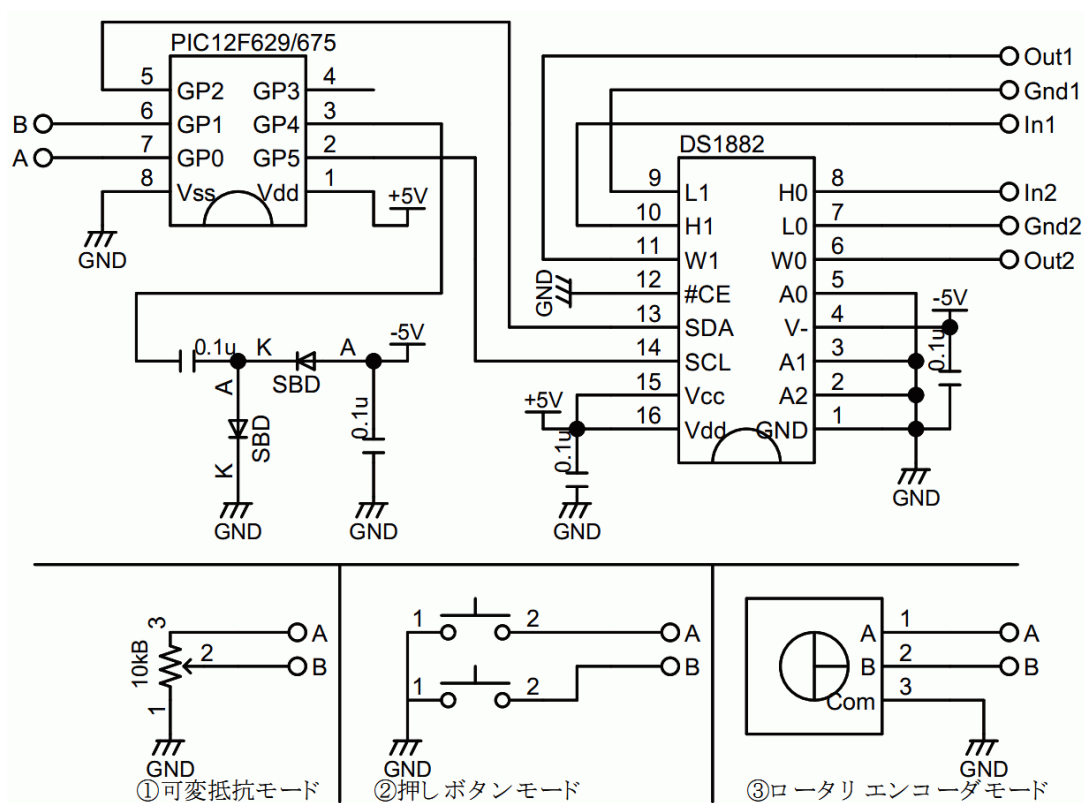 PIC12F629/675
5 GP2 GP3 4
B 6 GP1 GP4 3
A 7 GP0 GP5 2
8 Vss Vdd 1
+5V
GND
0.1u K A -5V
SBD
A
SBD
K
0.1u
GND
GND
DS1882
Out1
Gnd1
In1
9 L1 H0 8 In2
10 H1 L0 7 Gnd2
11 W1 W0 6 Out2
GND 12 #CE A0 5
13 SDA V- 4 -5V
14 SCL A1 3 0.1u
15 Vcc A2 2
+5V
16 Vdd GND 1
0.1u
GND
GND
3 A
10kB 2 B
1
GND
①可変抵抗モード
1 2 A
B
1 2
GND
②押しボタンモード
A 1 A
B 2 B
Com 3
GND
③ロータリエンコーダモード